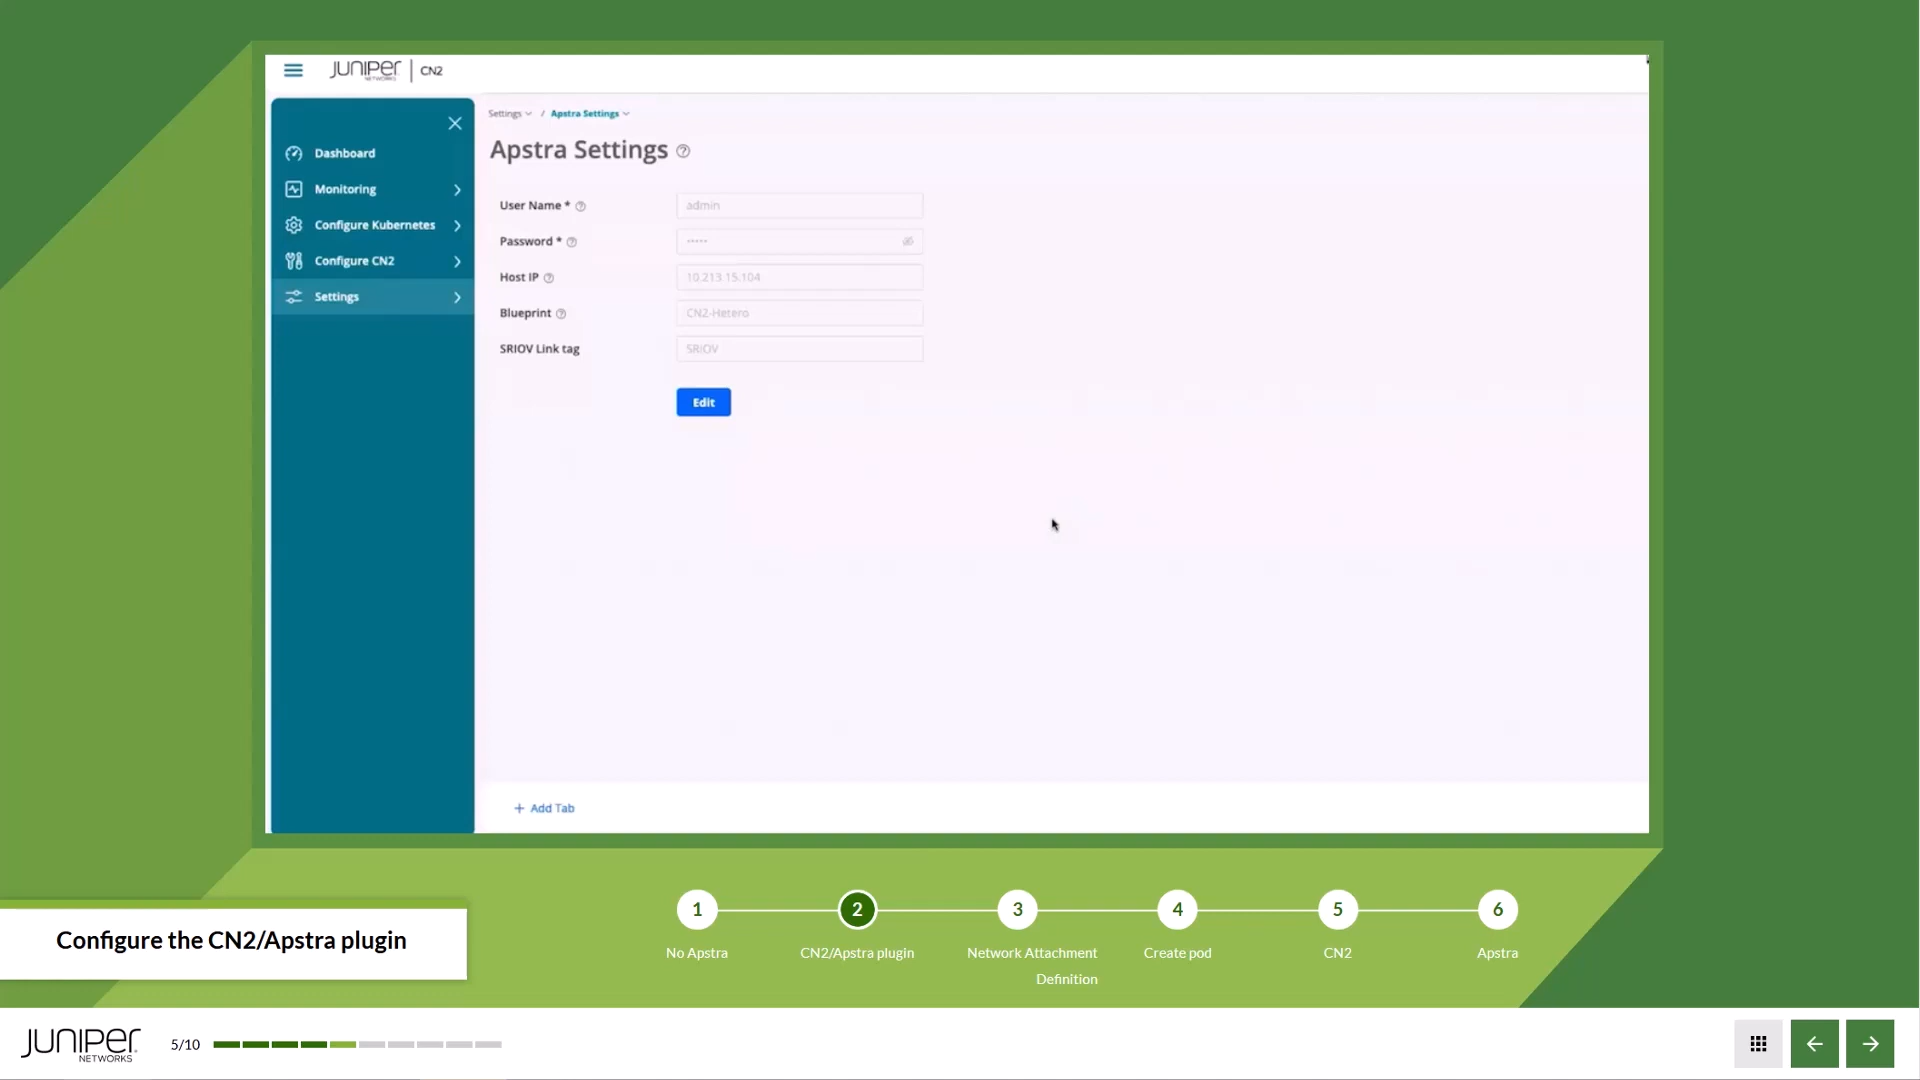 JUNIPER
NETWORKS
CN2
Dashboard
Monitoring
Configure Kubernetes
Configure CN2
Settings
Settings / Apstra Settings
Apstra Settings
User Name *
admin
Password *
•••••
Host IP
10.213.15.104
Blueprint
CN2-Hetero
SRIOV Link tag
SRIOV
Edit
+ Add Tab
Configure the CN2/Apstra plugin
1
No Apstra
2
CN2/Apstra plugin
3
Network Attachment
Definition
4
Create pod
5
CN2
6
Apstra
JUNIPER
NETWORKS
5/10